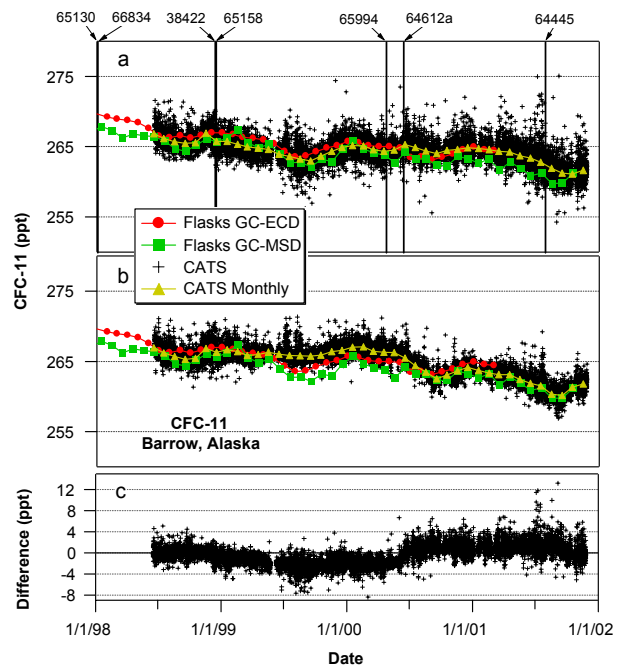 65130 66834 38422 65158 65994 64612a 64445
a
275
265
255
CFC-11 (ppt)
Flasks GC-ECD
Flasks GC-MSD
CATS
CATS Monthly
b
275
265
255
CFC-11
Barrow, Alaska
c
12
8
4
0
-4
-8
Difference (ppt)
1/1/98 1/1/99 1/1/00 1/1/01 1/1/02
Date